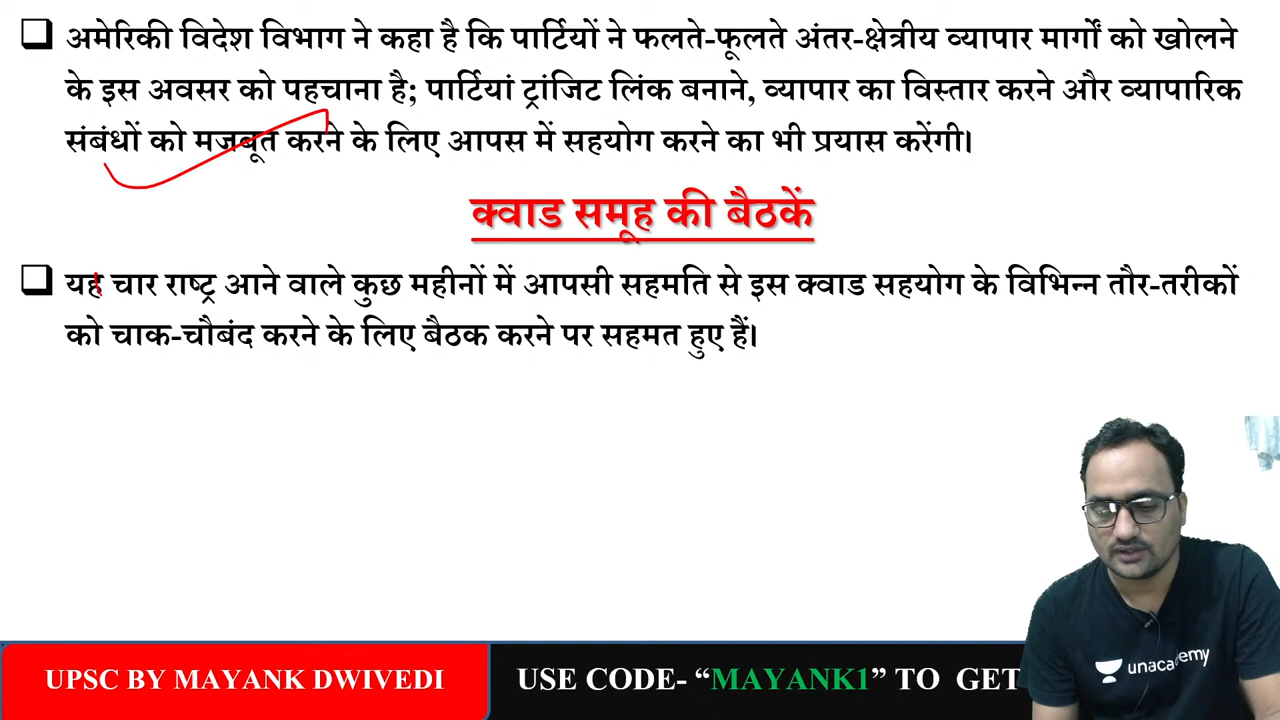 अमेरिकी विदेश विभाग ने कहा है कि पार्टियों ने फलते-फूलते अंतर-क्षेत्रीय व्यापार मार्गों को खोलने
के इस अवसर को पहचाना है; पार्टियां ट्रांजिट लिंक बनाने, व्यापार का विस्तार करने और व्यापारिक
संबंधों को मजबूत करने के लिए आपस में सहयोग करने का भी प्रयास करेंगी।
क्वाड समूह की बैठकें
यह चार राष्ट्र आने वाले कुछ महीनों में आपसी सहमति से इस क्वाड सहयोग के विभिन्न तौर-तरीकों
को चाक-चौबंद करने के लिए बैठक करने पर सहमत हुए हैं।
unacademy
UPSC BY MAYANK DWIVEDI
USE CODE- “MAYANK1” TO GET